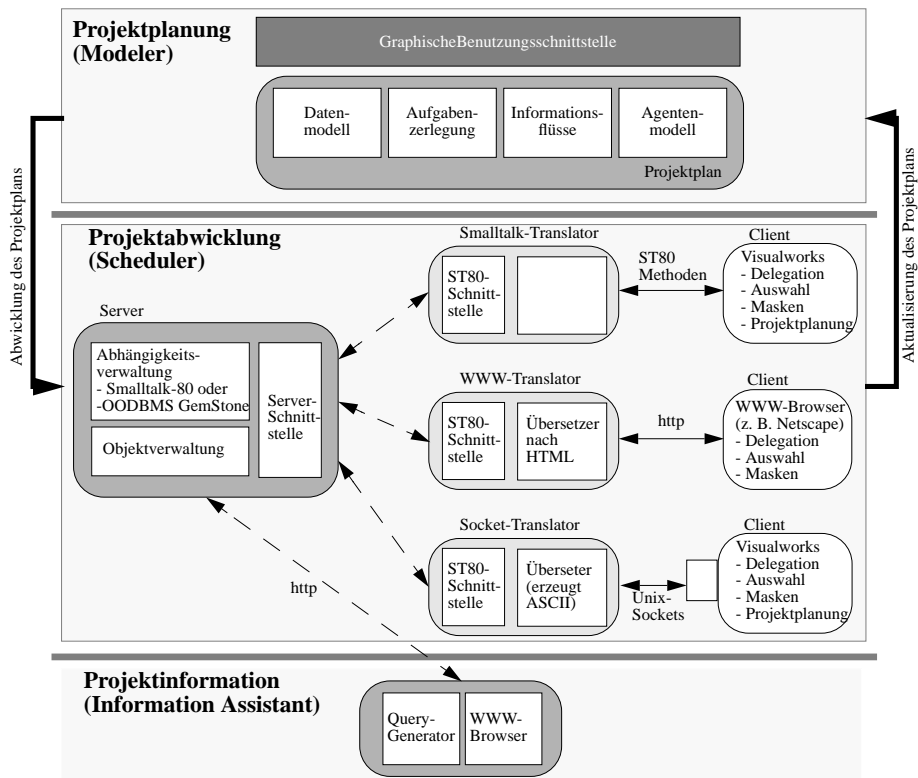 Projektplanung
(Modeler)
GraphischeBenutzungsschnittstelle
Daten-
modell
Aufgaben-
zerlegung
Informations-
flüsse
Agenten-
modell
Projektplan
Abwicklung des Projektplans
Aktualisierung des Projektplans
Projektabwicklung
(Scheduler)
Server
Abhängigkeits-
verwaltung
- Smalltalk-80 oder
-OODBMS GemStone
Objektverwaltung
Server-
Schnitt-
stelle
Smalltalk-Translator
ST80-
Schnitt-
stelle
ST80
Methoden
Client
Visualworks
- Delegation
- Auswahl
- Masken
- Projektplanung
WWW-Translator
ST80-
Schnitt-
stelle
Übersetzer
nach
HTML
http
Client
WWW-Browser
(z. B. Netscape)
- Delegation
- Auswahl
- Masken
Socket-Translator
ST80-
Schnitt-
stelle
Überseter
(erzeugt
ASCII)
Unix-
Sockets
Client
Visualworks
- Delegation
- Auswahl
- Masken
- Projektplanung
http
Projektinformation
(Information Assistant)
Query-
Generator
WWW-
Browser